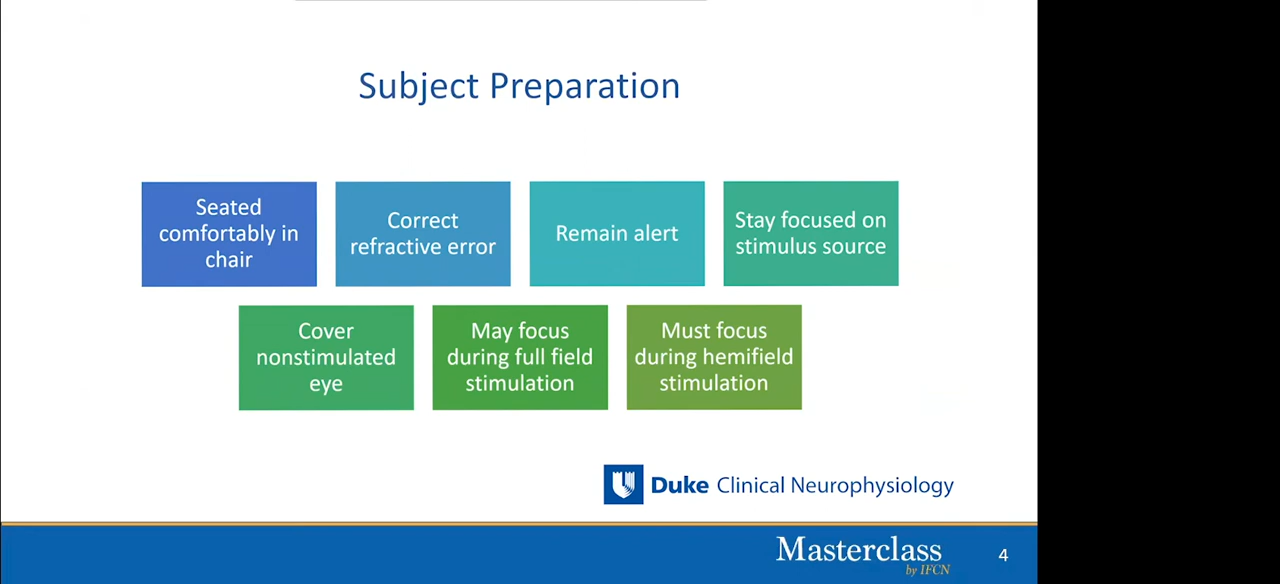 Subject Preparation
Seated
comfortably in
chair
Correct
refractive error
Remain alert
Stay focused on
stimulus source
Cover
nonstimulated
eye
May focus
during full field
stimulation
Must focus
during hemifield
stimulation
Duke Clinical Neurophysiology
Masterclass
by IFCN
4